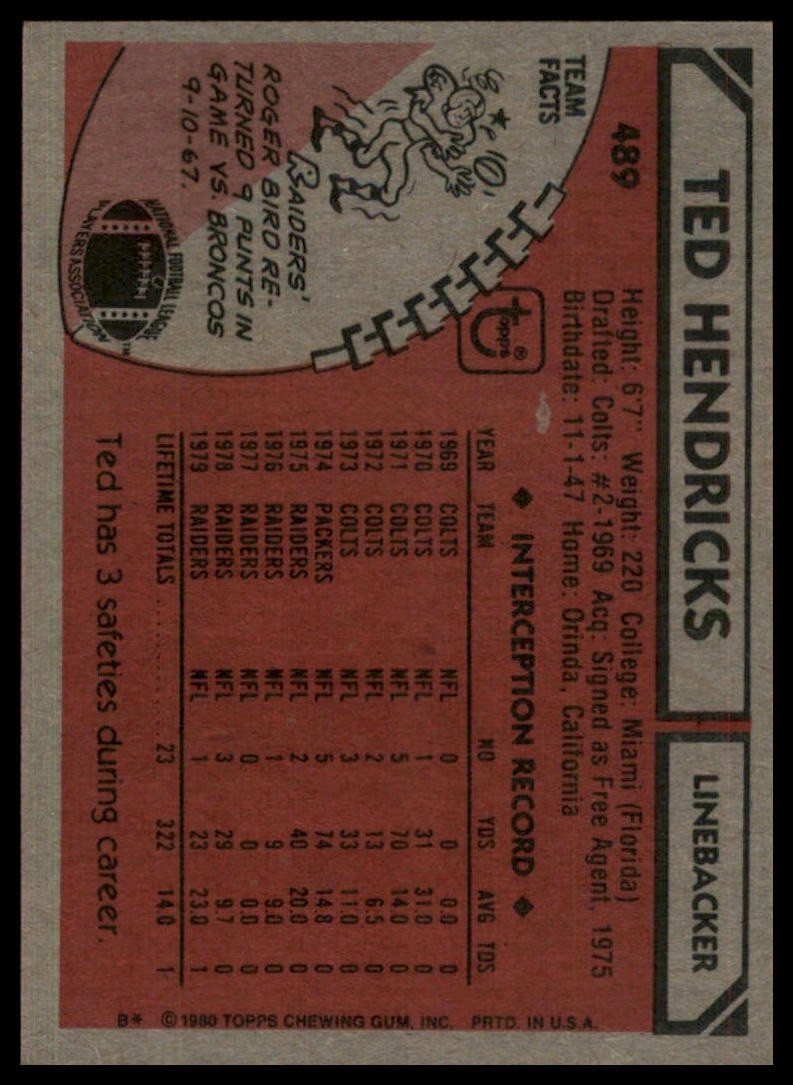 TED HENDRICKS
LINEBACKER
489
Height: 6'7" Weight: 220 College: Miami (Florida)
Drafted: Colts: #2-1969 Acq: Signed as Free Agent, 1975
Birthdate: 11-1-47 Home: Orinda, California
topps®
TEAM
FACTS
RAIDERS'
ROGER BIRD RE-
TURNED 9 PUNTS IN
GAME VS. BRONCOS
9-10-67.
NATIONAL FOOTBALL LEAGUE
PLAYERS ASSOCIATION™
◆ INTERCEPTION RECORD ◆
YEAR TEAM NO YDS AVG TDS
1969 COLTS NFL 0 0 0.0 0
1970 COLTS NFL 1 31 31.0 0
1971 COLTS NFL 5 70 14.0 0
1972 COLTS NFL 2 13 6.5 0
1973 COLTS NFL 3 33 11.0 0
1974 PACKERS NFL 5 74 14.8 0
1975 RAIDERS NFL 2 40 20.0 0
1976 RAIDERS NFL 1 9 9.0 0
1977 RAIDERS NFL 0 0 0.0 0
1978 RAIDERS NFL 3 29 9.7 0
1979 RAIDERS NFL 1 23 23.0 1
LIFETIME TOTALS .......... 23 322 14.0 1
Ted has 3 safeties during career.
B* © 1980 TOPPS CHEWING GUM, INC. PRTD. IN U.S.A.